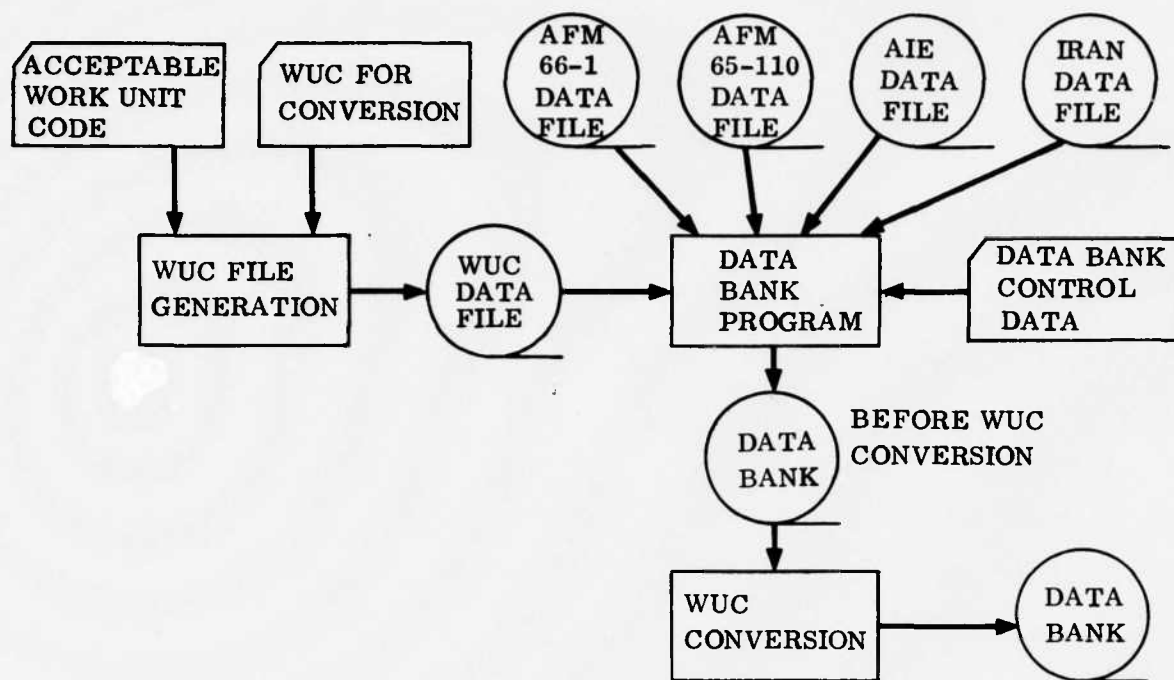 ACCEPTABLE
WORK UNIT
CODE
WUC FOR
CONVERSION
AFM
66-1
DATA
FILE
AFM
65-110
DATA
FILE
AIE
DATA
FILE
IRAN
DATA
FILE
WUC FILE
GENERATION
WUC
DATA
FILE
DATA
BANK
PROGRAM
DATA BANK
CONTROL
DATA
DATA
BANK
BEFORE WUC
CONVERSION
WUC
CONVERSION
DATA
BANK